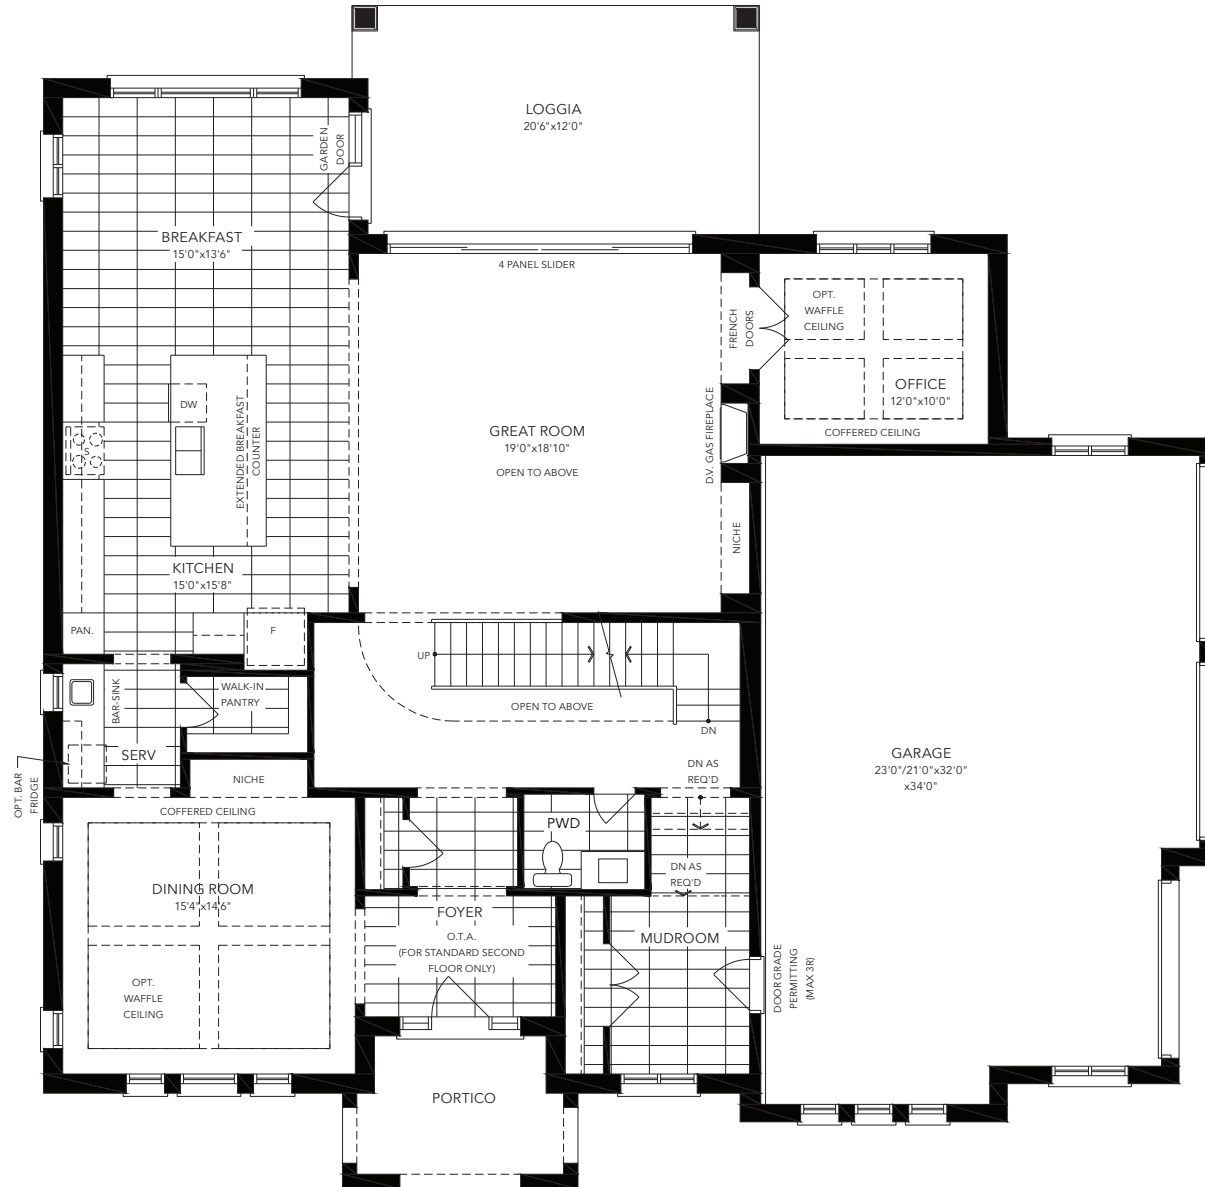 LOGGIA
20'6"x12'0"
GARDEN
DOOR
BREAKFAST
15'0"x13'6"
4 PANEL SLIDER
OPT.
WAFFLE
CEILING
FRENCH
DOORS
OFFICE
12'0"x10'0"
COFFERED CEILING
DW
EXTENDED BREAKFAST
COUNTER
S
GREAT ROOM
19'0"x18'10"
OPEN TO ABOVE
D.V. GAS FIREPLACE
NICHE
KITCHEN
15'0"x15'8"
PAN.
F
UP
OPEN TO ABOVE
DN
WALK-IN
PANTRY
BAR-SINK
SERV
OPT. BAR
FRIDGE
NICHE
DN AS
REQ'D
GARAGE
23'0"/21'0"x32'0"
x34'0"
COFFERED CEILING
PWD
DN AS
REQ'D
DINING ROOM
15'4"x14'6"
FOYER
O.T.A.
(FOR STANDARD SECOND
FLOOR ONLY)
MUDROOM
DOOR GRADE
PERMITTING
(MAX 3R)
OPT.
WAFFLE
CEILING
PORTICO